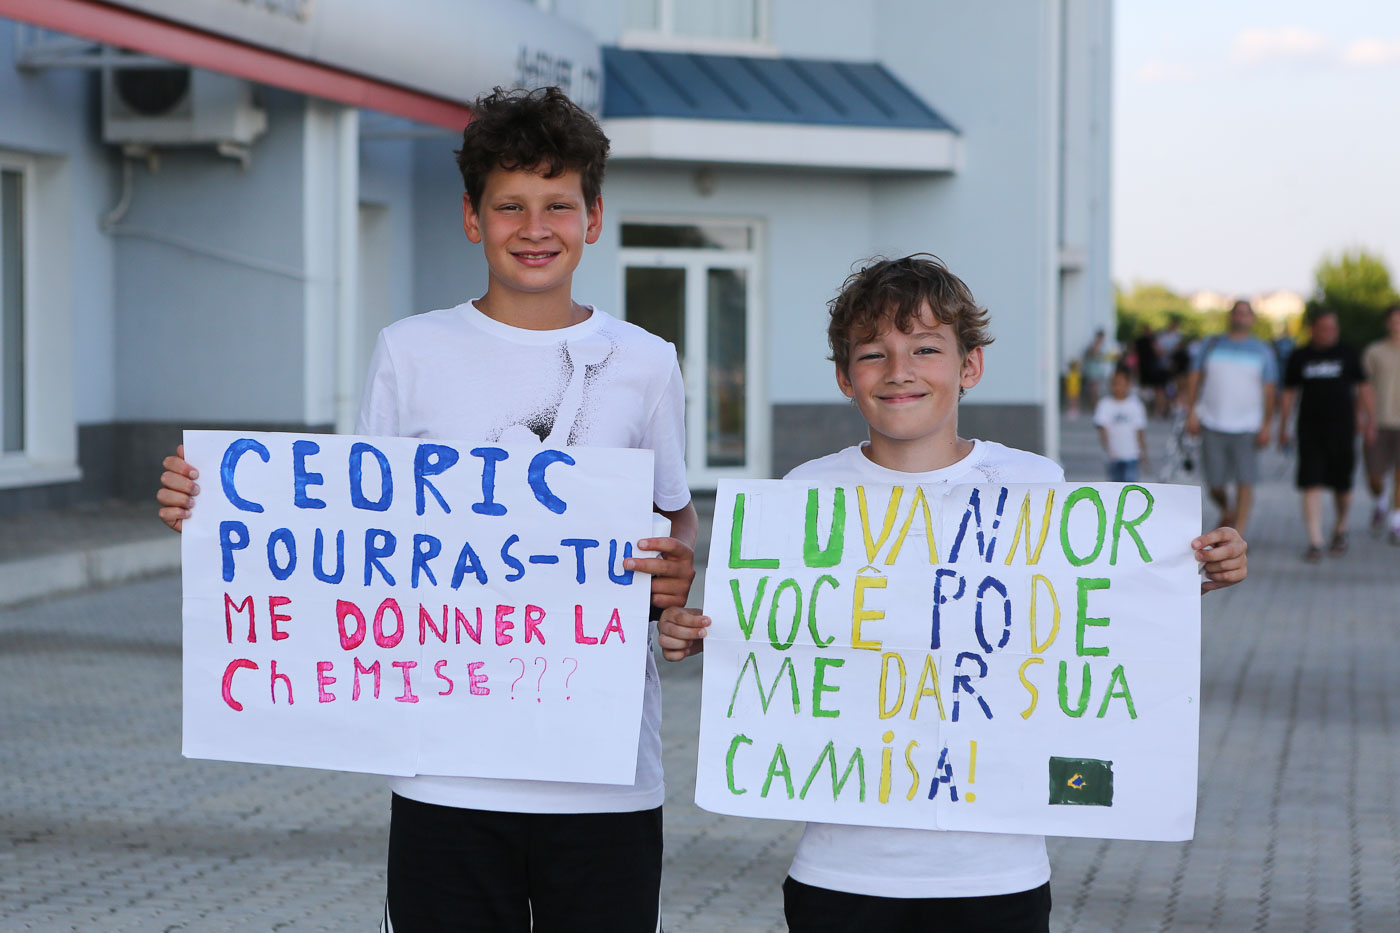 CEDRIC
POURRAS-TU
ME DONNER LA
ChEMISE???
LUVANNOR
VOCÊ PODE
ME DAR SUA
CAMiSA!